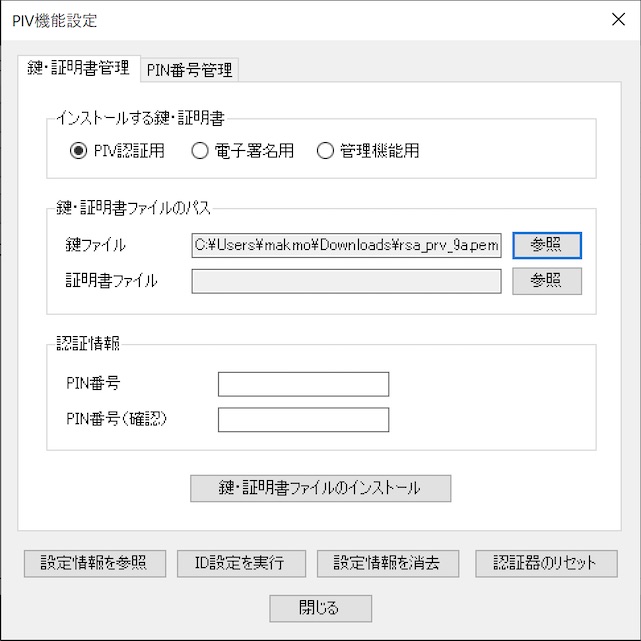 PIV機能設定
鍵・証明書管理
PIN番号管理
インストールする鍵・証明書
PIV認証用
電子署名用
管理機能用
鍵・証明書ファイルのパス
鍵ファイル
C:¥Users¥makmo¥Downloads¥rsa_prv_9a.pem
参照
証明書ファイル
参照
認証情報
PIN番号
PIN番号(確認)
鍵・証明書ファイルのインストール
設定情報を参照
ID設定を実行
設定情報を消去
認証器のリセット
閉じる